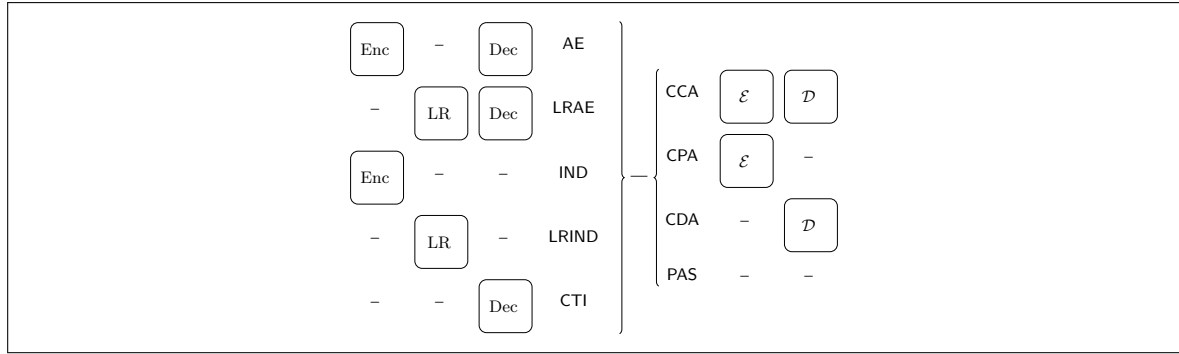 Enc – Dec AE
– LR Dec LRAE
Enc – – IND
– LR – LRIND
– – Dec CTI
—
CCA ℰ 𝒟
CPA ℰ –
CDA – 𝒟
PAS – –